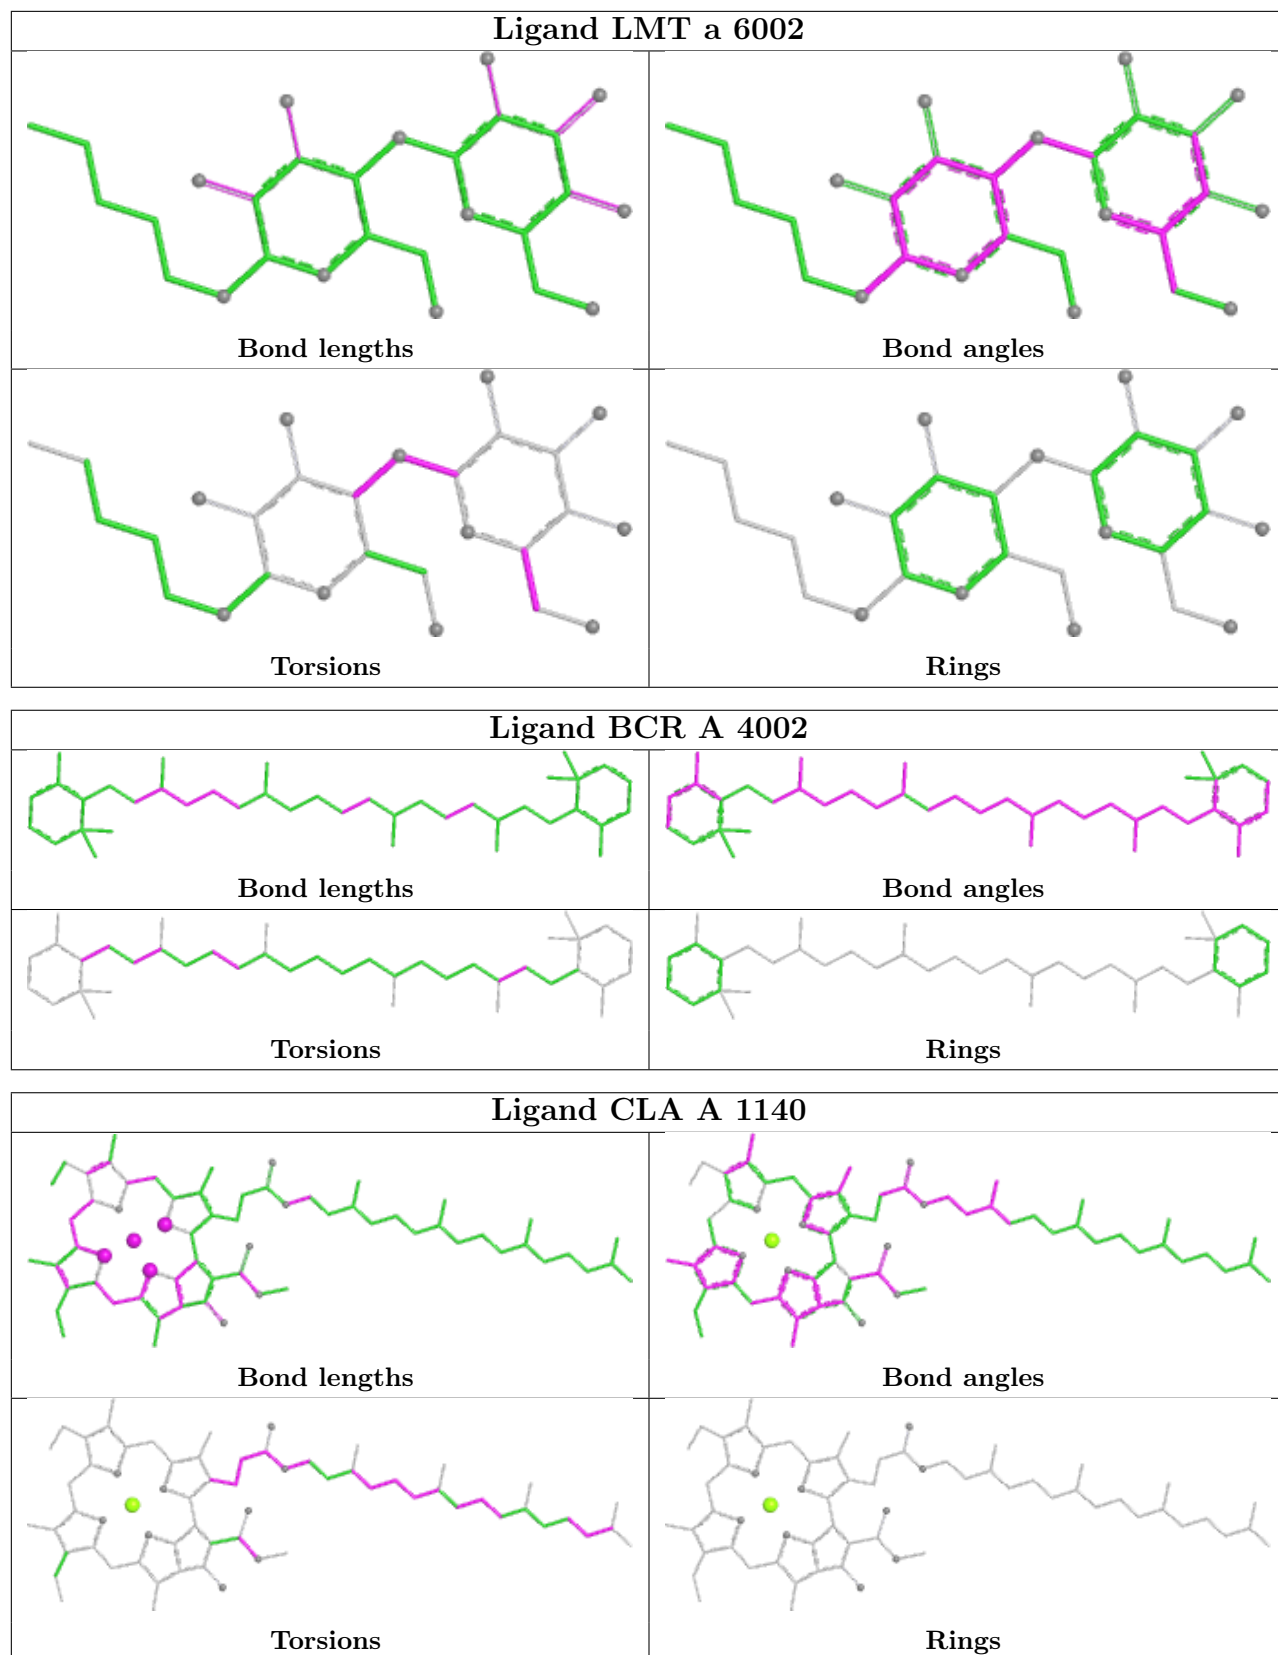 Ligand LMT a 6002
Bond lengths
Bond angles
Torsions
Rings
Ligand BCR A 4002
Bond lengths
Bond angles
Torsions
Rings
Ligand CLA A 1140
Bond lengths
Bond angles
Torsions
Rings